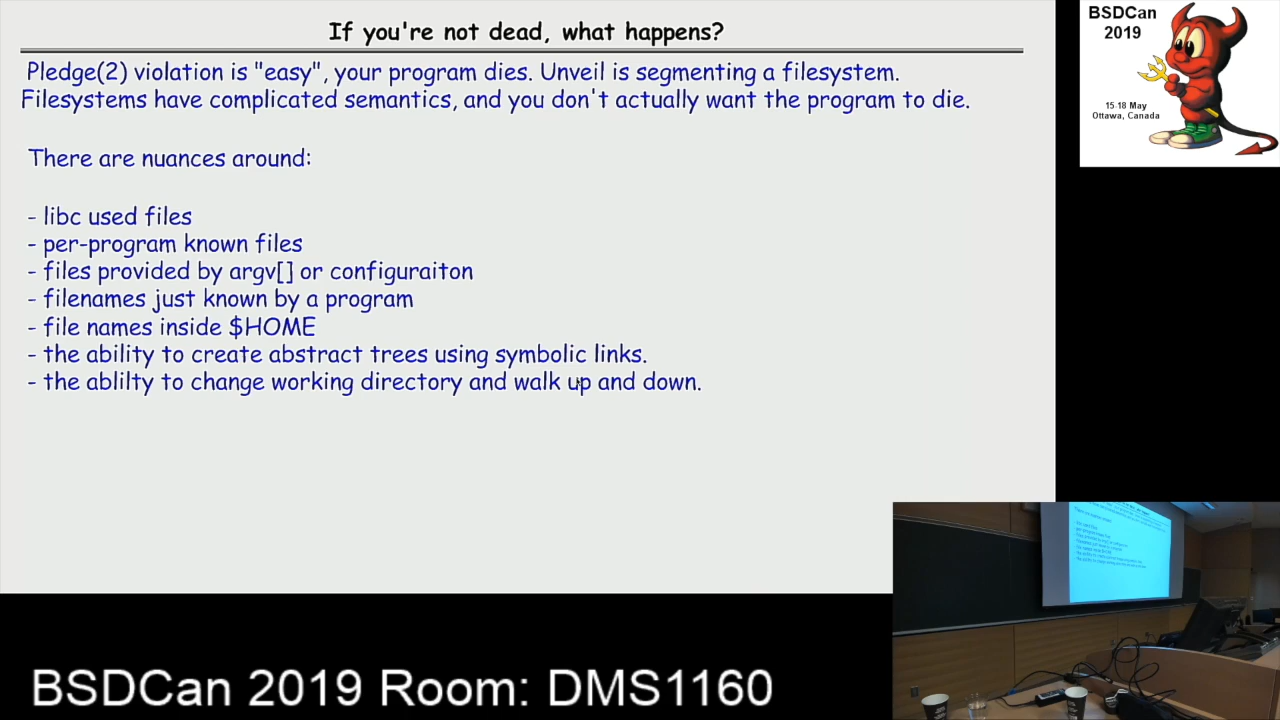 If you're not dead, what happens?
Pledge(2) violation is "easy", your program dies. Unveil is segmenting a filesystem.
Filesystems have complicated semantics, and you don't actually want the program to die.
There are nuances around:
- libc used files
- per-program known files
- files provided by argv[] or configuraiton
- filenames just known by a program
- file names inside $HOME
- the ability to create abstract trees using symbolic links.
- the ablilty to change working directory and walk up and down.
BSDCan
2019
15-18 May
Ottawa, Canada
BSDCan 2019 Room: DMS1160